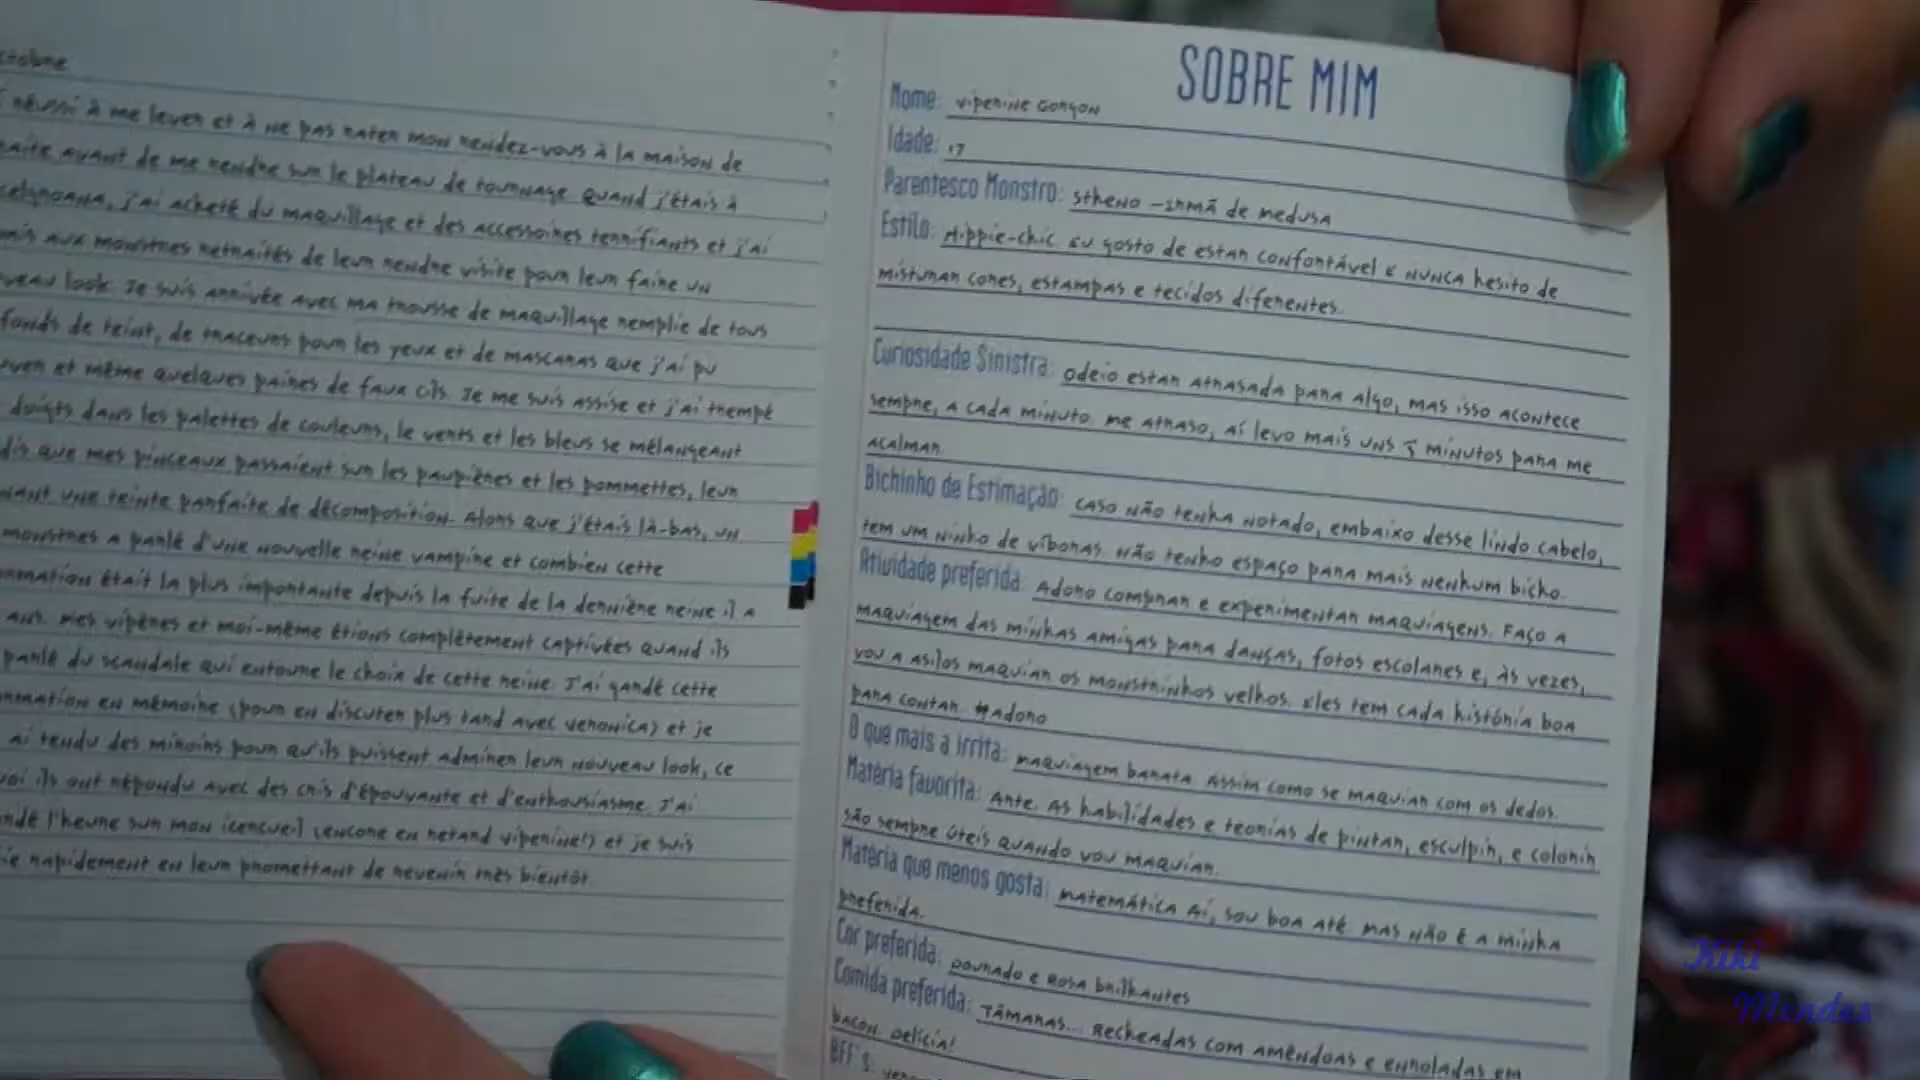 octobre
réussi à me lever et à ne pas rater mon rendez-vous à la maison de
avant de me rendre sur le plateau de tournage. Quand j'étais à
j'ai acheté du maquillage et des accessoires terrifiants et j'ai
aux monstres retraités de leur rendre visite pour leur faire un
look. Je suis arrivée avec ma trousse de maquillage remplie de tous
fonds de teint, de traceurs pour les yeux et de mascaras que j'ai pu
et même quelques paires de faux cils. Je me suis assise et j'ai trempé
doigts dans les palettes de couleurs, le verts et les bleus se mélangeant
dis que mes pinceaux passaient sur les paupières et les pommettes, leur
une teinte parfaite de décomposition. Alors que j'étais là-bas, un
monstres a parlé d'une nouvelle reine vampire et combien cette
était la plus importante depuis la fuite de la dernière reine il a
ans. Mes vipères et moi-même étions complètement captivées quand ils
parlé du scandale qui entoure le choix de cette reine. J'ai gardé cette
en mémoire (pour en discuter plus tard avec Venorica) et je
ai tendu des miroirs pour qu'ils puissent admirer leur nouveau look, ce
ils ont répondu avec des cris d'épouvante et d'enthousiasme. J'ai
l'heure sur mon icercueil (encore en retard Viperine!) et je suis
rapidement en leur promettant de revenir très bientôt.
SOBRE MIM
Nome: Viperine Gorgon
Idade: 17
Parentesco Monstro: Stheno - Irmã de Medusa
Estilo: Hippie-chic. Eu gosto de estar confortável e nunca hesito de
misturar cores, estampas e tecidos diferentes.
Curiosidade Sinistra: Odeio estar atrasada para algo, mas isso acontece
sempre, a cada minuto. me atraso, aí levo mais uns 5 minutos para me
acalmar.
Bichinho de Estimação: Caso não tenha notado, embaixo desse lindo cabelo,
tem um ninho de víboras. Não tenho espaço para mais nenhum bicho.
Atividade preferida: Adoro comprar e experimentar maquiagens. Faço a
maquiagem das minhas amigas para danças, fotos escolares e, às vezes,
vou a asilos maquiar os monstrinhos velhos. Eles tem cada história boa
para contar. #adoro
O que mais a irrita: Maquiagem barata. Assim como se maquiar com os dedos.
Matéria favorita: Arte. As habilidades e teorias de pintar, esculpir, e colorir
são sempre úteis quando vou maquiar.
Matéria que menos gosta: Matemática. Aí, sou boa até. Mas não é a minha
preferida.
Cor preferida: Dourado e Rosa brilhantes
Comida preferida: Tâmaras... Recheadas com amêndoas e enroladas em
bacon. Delícia!
BFF's:
Kiki
Mendes